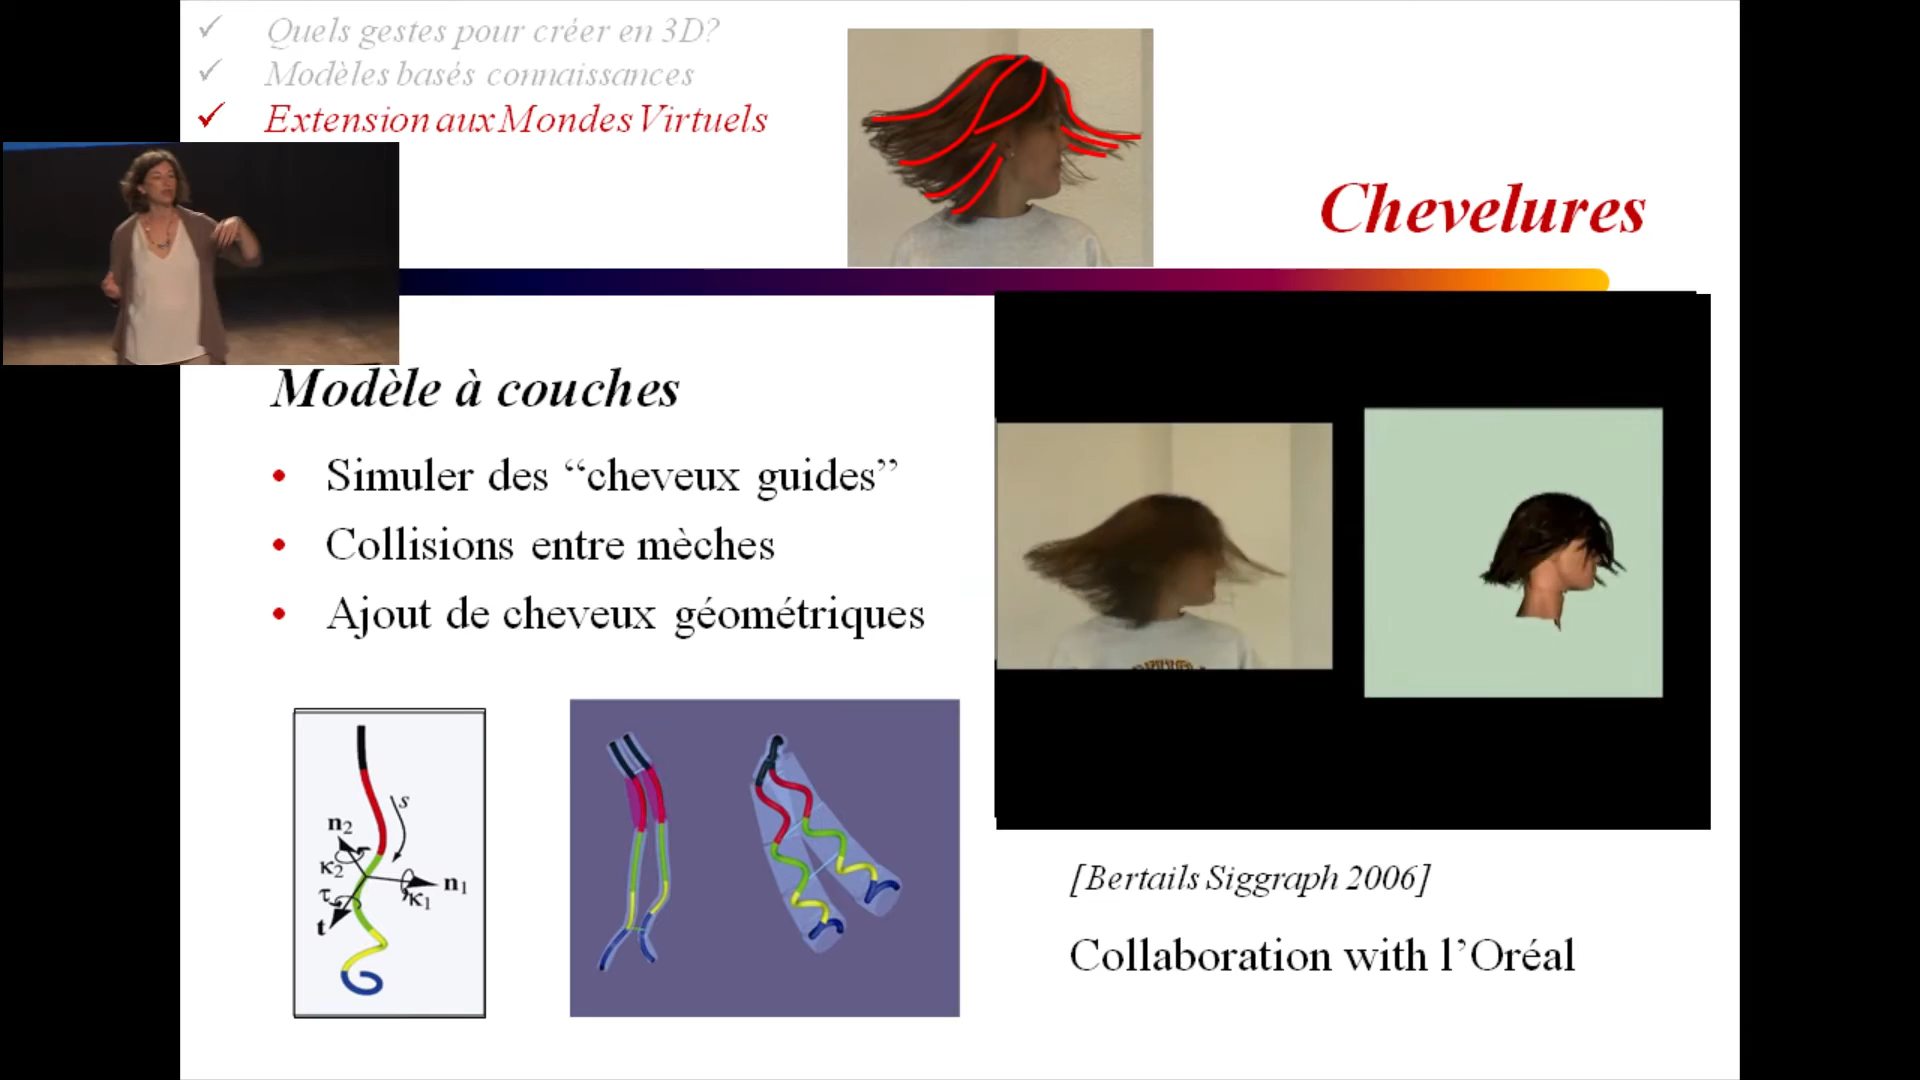 Quels gestes pour créer en 3D?
Modèles basés connaissances
Extension aux Mondes Virtuels
Chevelures
Modèle à couches
Simuler des “cheveux guides”
Collisions entre mèches
Ajout de cheveux géométriques
s
n2
κ2
n1
τ
κ1
t
[Bertails Siggraph 2006]
Collaboration with l’Oréal